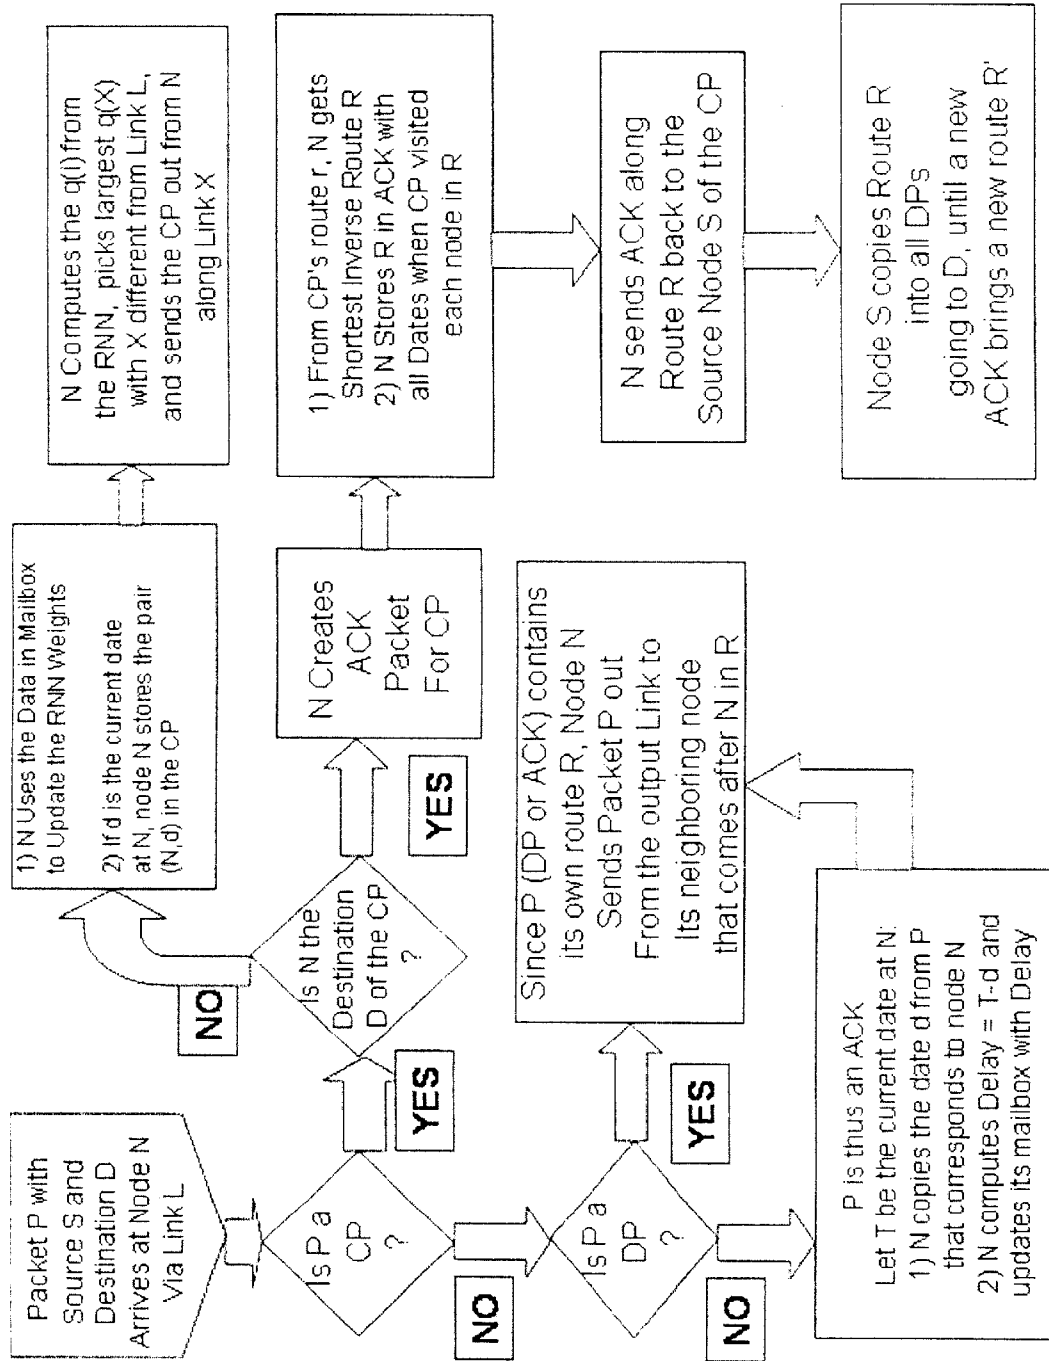 Packet P with
Source S and
Destination D
Arrives at Node N
Via Link L
Is P a
CP
?
YES
NO
Is N the
Destination
D of the CP
?
NO
YES
1) N Uses the Data in Mailbox
to Update the RNN Weights
2) If d is the current date
at N, node N stores the pair
(N,d) in the CP
N Computes the q(i) from
the RNN, picks largest q(X)
with X different from Link L,
and sends the CP out from N
along Link X
N Creates
ACK
Packet
For CP
1) From CP's route r, N gets
Shortest Inverse Route R
2) N Stores R in ACK with
all Dates when CP visited
each node in R
N sends ACK along
Route R back to the
Source Node S of the CP
Node S copies Route R
into all DPs
going to D, until a new
ACK brings a new route R'
Is P a
DP
?
YES
NO
Since P (DP or ACK) contains
its own route R, Node N
Sends Packet P out
From the output Link to
Its neighboring node
that comes after N in R
P is thus an ACK
Let T be the current date at N:
1) N copies the date d from P
that corresponds to node N
2) N computes Delay = T-d and
updates its mailbox with Delay